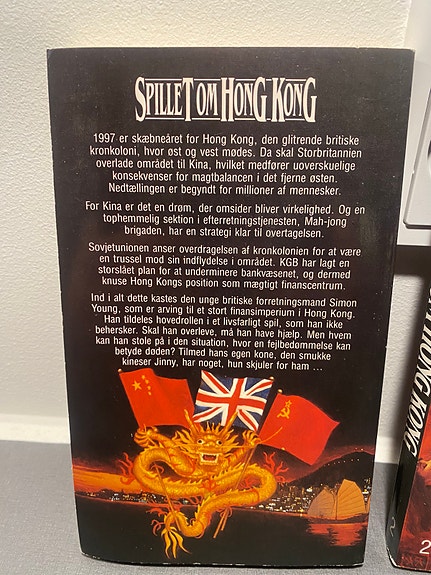 SPILLET OM HONG KONG
1997 er skæbneåret for Hong Kong, den glitrende britiske
kronkoloni, hvor øst og vest mødes. Da skal Storbritannien
overlade området til Kina, hvilket medfører uoverskuelige
konsekvenser for magtbalancen i det fjerne østen.
Nedtællingen er begyndt for millioner af mennesker.
For Kina er det en drøm, der omsider bliver virkelighed. Og en
tophemmelig sektion i efterretningstjenesten, Mah-jong
brigaden, har en strategi klar til overtagelsen.
Sovjetunionen anser overdragelsen af kronkolonien for at være
en trussel mod sin indflydelse i området. KGB har lagt en
storslået plan for at underminere bankvæsenet, og dermed
knuse Hong Kongs position som mægtigt finanscentrum.
Ind i alt dette kastes den unge britiske forretningsmand Simon
Young, som er arving til et stort finansimperium i Hong Kong.
Han tildeles hovedrollen i et livsfarligt spil, som han ikke
behersker. Skal han overleve, må han have hjælp. Men hvem
kan han stole på i den situation, hvor en fejlbedømmelse kan
betyde døden? Tilmed hans egen kone, den smukke
kineser Jinny, har noget, hun skjuler for ham ...
HONG KONG
2